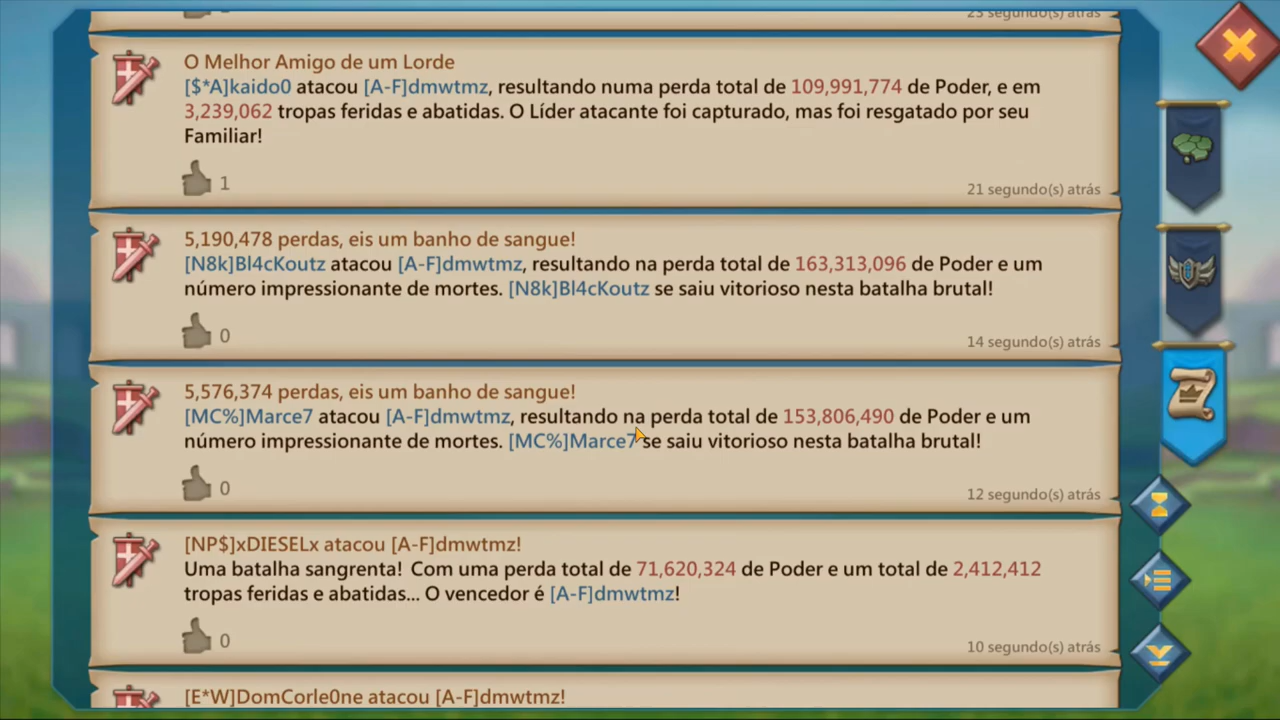 23 segundo(s) atrás
O Melhor Amigo de um Lorde
[$*A]kaido0 atacou [A-F]dmwtmz, resultando numa perda total de 109,991,774 de Poder, e em
3,239,062 tropas feridas e abatidas. O Líder atacante foi capturado, mas foi resgatado por seu
Familiar!
1
21 segundo(s) atrás
5,190,478 perdas, eis um banho de sangue!
[N8k]Bl4cKoutz atacou [A-F]dmwtmz, resultando na perda total de 163,313,096 de Poder e um
número impressionante de mortes. [N8k]Bl4cKoutz se saiu vitorioso nesta batalha brutal!
0
14 segundo(s) atrás
5,576,374 perdas, eis um banho de sangue!
[MC%]Marce7 atacou [A-F]dmwtmz, resultando na perda total de 153,806,490 de Poder e um
número impressionante de mortes. [MC%]Marce7 se saiu vitorioso nesta batalha brutal!
0
12 segundo(s) atrás
[NP$]xDIESELx atacou [A-F]dmwtmz!
Uma batalha sangrenta! Com uma perda total de 71,620,324 de Poder e um total de 2,412,412
tropas feridas e abatidas... O vencedor é [A-F]dmwtmz!
0
10 segundo(s) atrás
[E*W]DomCorle0ne atacou [A-F]dmwtmz!